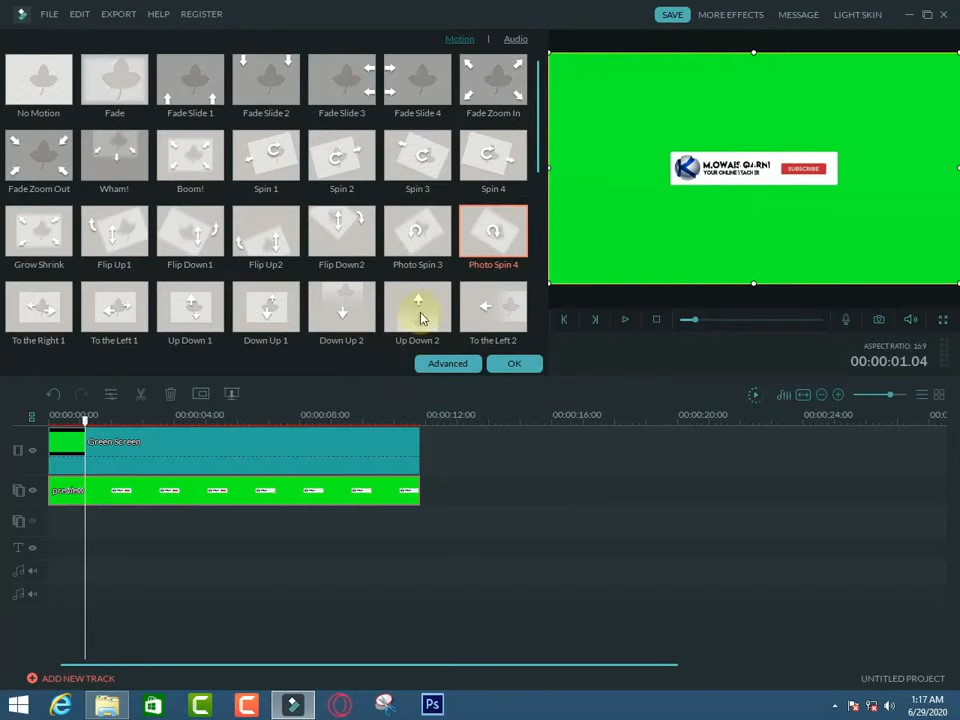 FILE EDIT EXPORT HELP REGISTER SAVE MORE EFFECTS MESSAGE LIGHT SKIN
Motion | Audio
No Motion Fade Fade Slide 1 Fade Slide 2 Fade Slide 3 Fade Slide 4 Fade Zoom In
Fade Zoom Out Wham! Boom! Spin 1 Spin 2 Spin 3 Spin 4
Grow Shrink Flip Up1 Flip Down1 Flip Up2 Flip Down2 Photo Spin 3 Photo Spin 4
To the Right 1 To the Left 1 Up Down 1 Down Up 1 Down Up 2 Up Down 2 To the Left 2
Advanced OK
M.OWAIS QARNI
YOUR ONLINE
SUBSCRIBE
ASPECT RATIO: 16:9
00:00:01.04
00:00:00:00 00:00:04:00 00:00:08:00 00:00:12:00 00:00:16:00 00:00:20:00 00:00:24:00
Green Screen
preview
T
ADD NEW TRACK
UNTITLED PROJECT
Ps
1:17 AM
6/29/2020